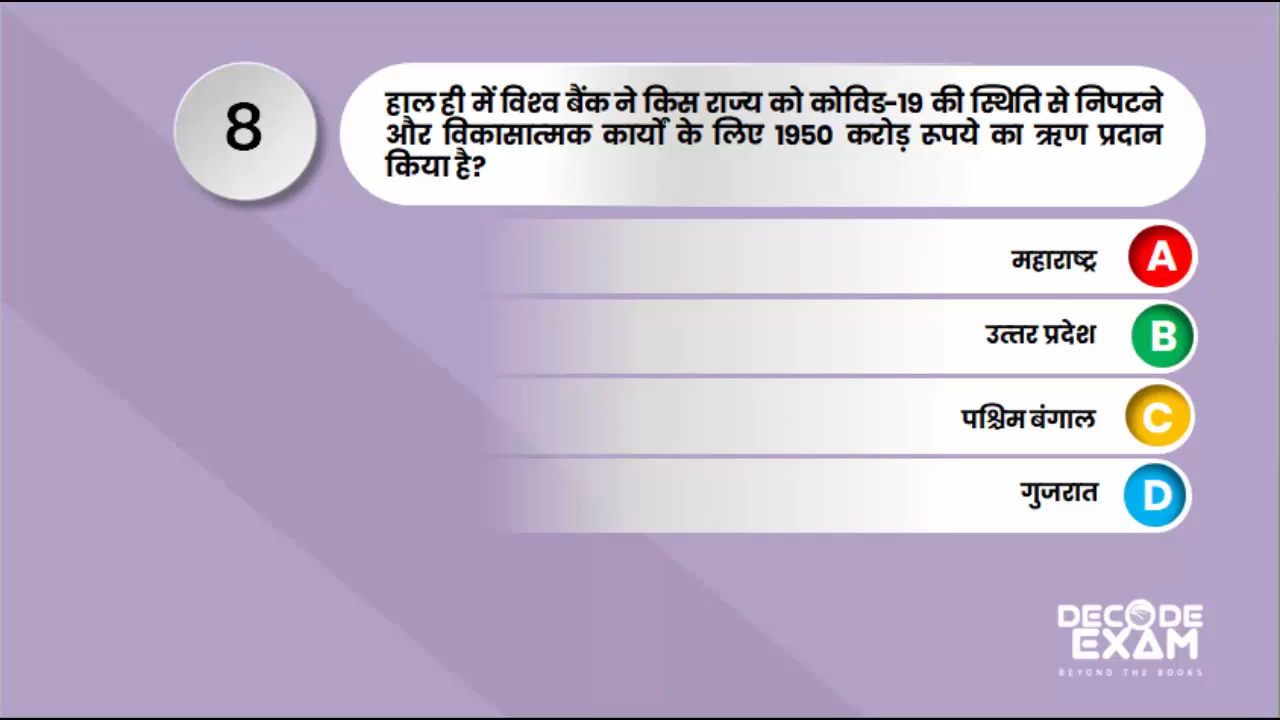 8
हाल ही में विश्व बैंक ने किस राज्य को कोविड-19 की स्थिति से निपटने
और विकासात्मक कार्यों के लिए 1950 करोड़ रूपये का ऋण प्रदान
किया है?
महाराष्ट्र A
उत्तर प्रदेश B
पश्चिम बंगाल C
गुजरात D
DECODE
EXAM
BEYOND THE BOOKS